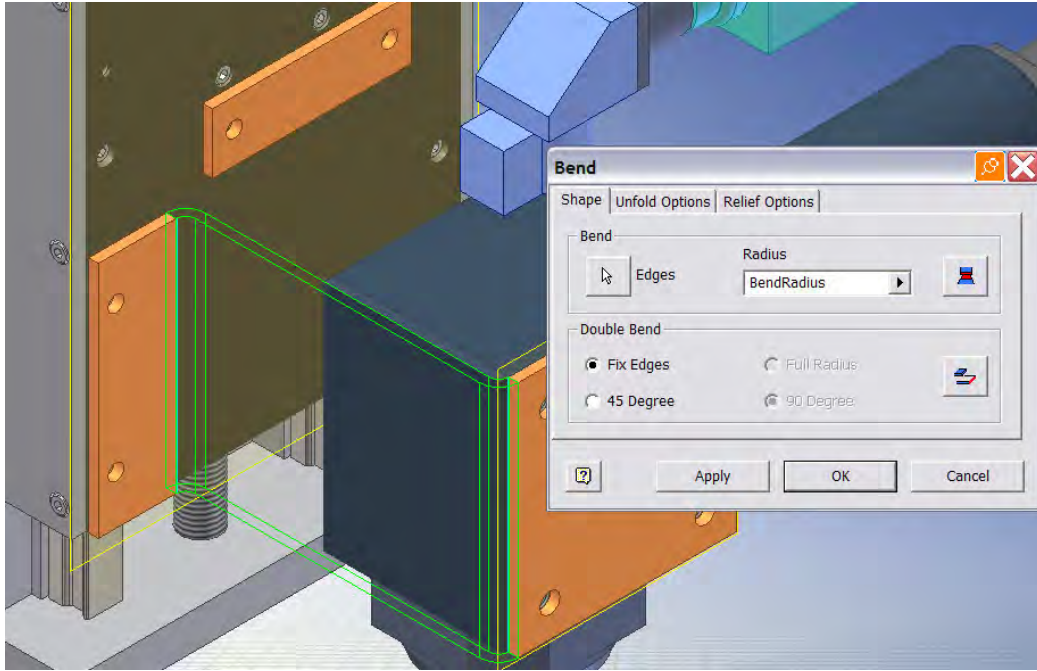 Bend
Shape Unfold Options Relief Options
Bend
Edges
Radius
BendRadius
Double Bend
Fix Edges
Full Radius
45 Degree
90 Degree
?
Apply OK Cancel